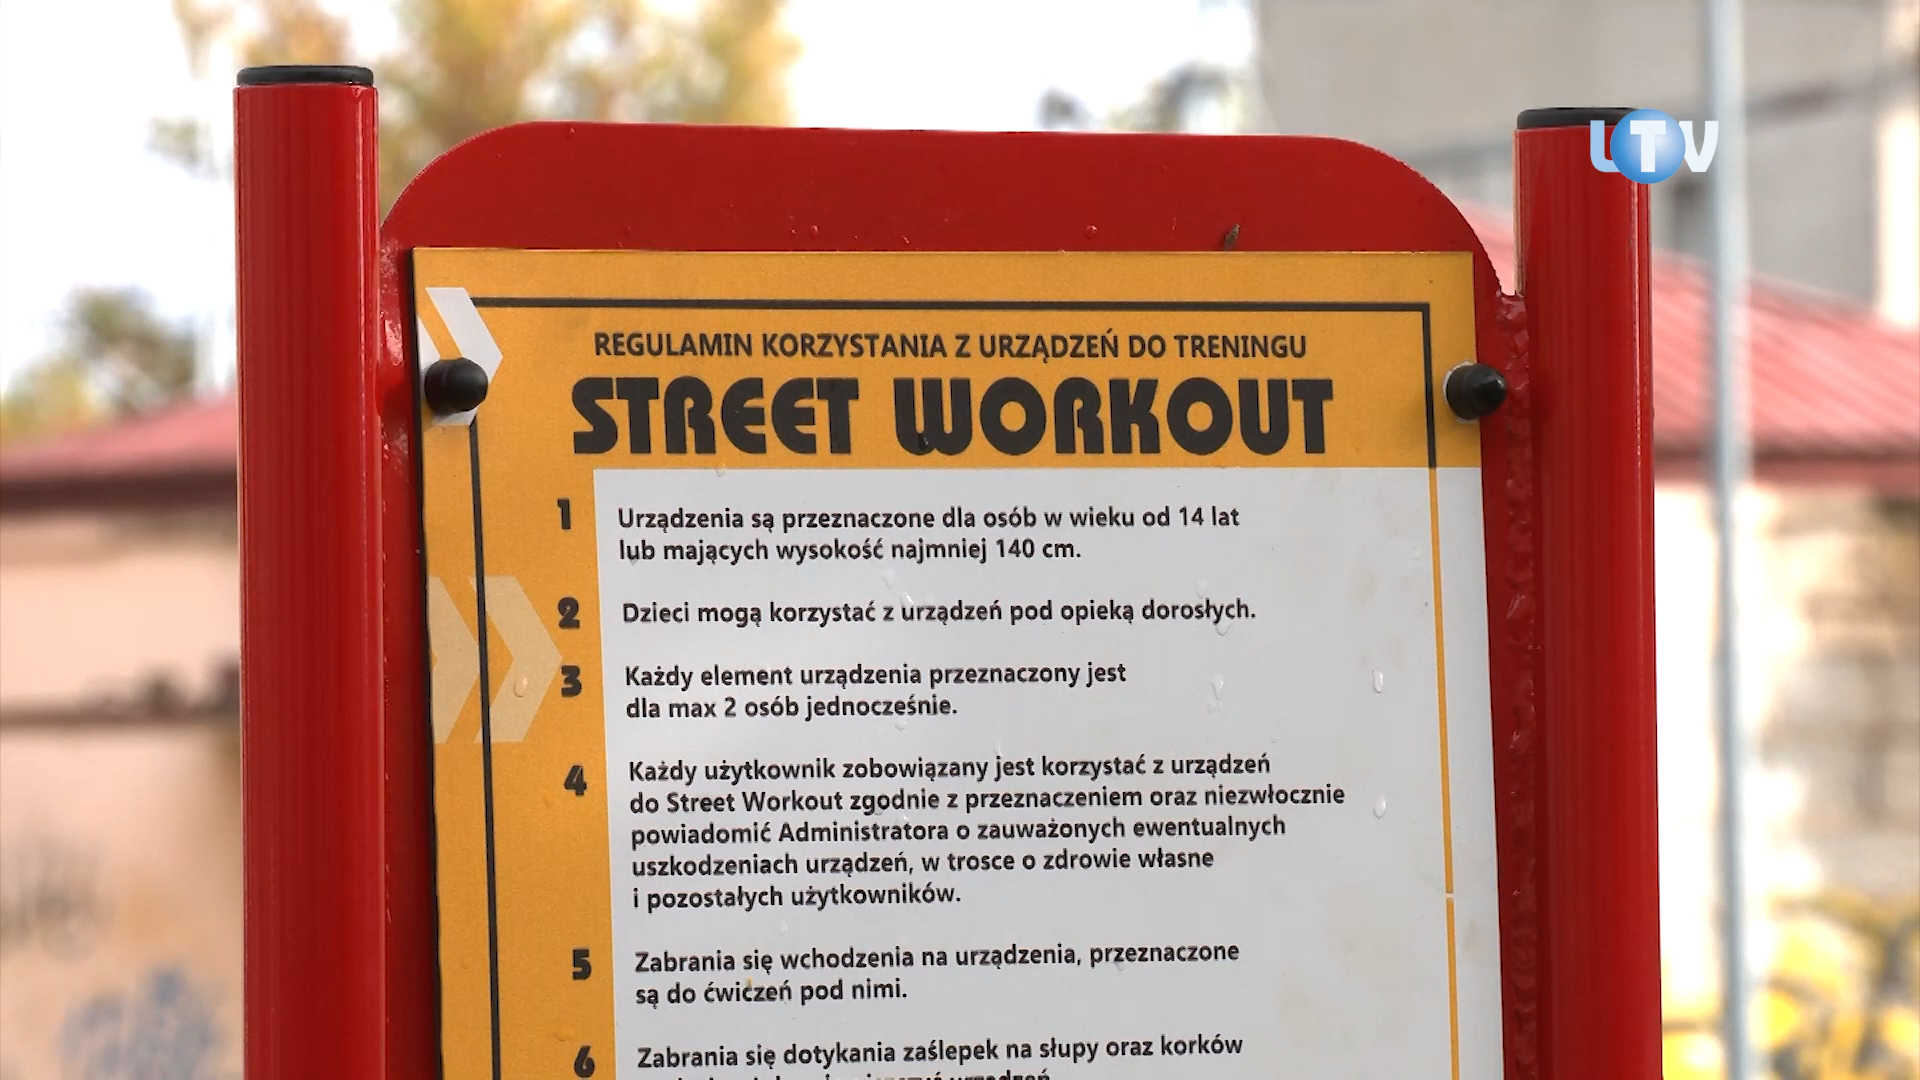 LTV
REGULAMIN KORZYSTANIA Z URZĄDZEŃ DO TRENINGU
STREET WORKOUT
1 Urządzenia są przeznaczone dla osób w wieku od 14 lat
lub mających wysokość najmniej 140 cm.
2 Dzieci mogą korzystać z urządzeń pod opieką dorosłych.
3 Każdy element urządzenia przeznaczony jest
dla max 2 osób jednocześnie.
4 Każdy użytkownik zobowiązany jest korzystać z urządzeń
do Street Workout zgodnie z przeznaczeniem oraz niezwłocznie
powiadomić Administratora o zauważonych ewentualnych
uszkodzeniach urządzeń, w trosce o zdrowie własne
i pozostałych użytkowników.
5 Zabrania się wchodzenia na urządzenia, przeznaczone
są do ćwiczeń pod nimi.
6 Zabrania się dotykania zaślepek na słupy oraz korków
urządzeń